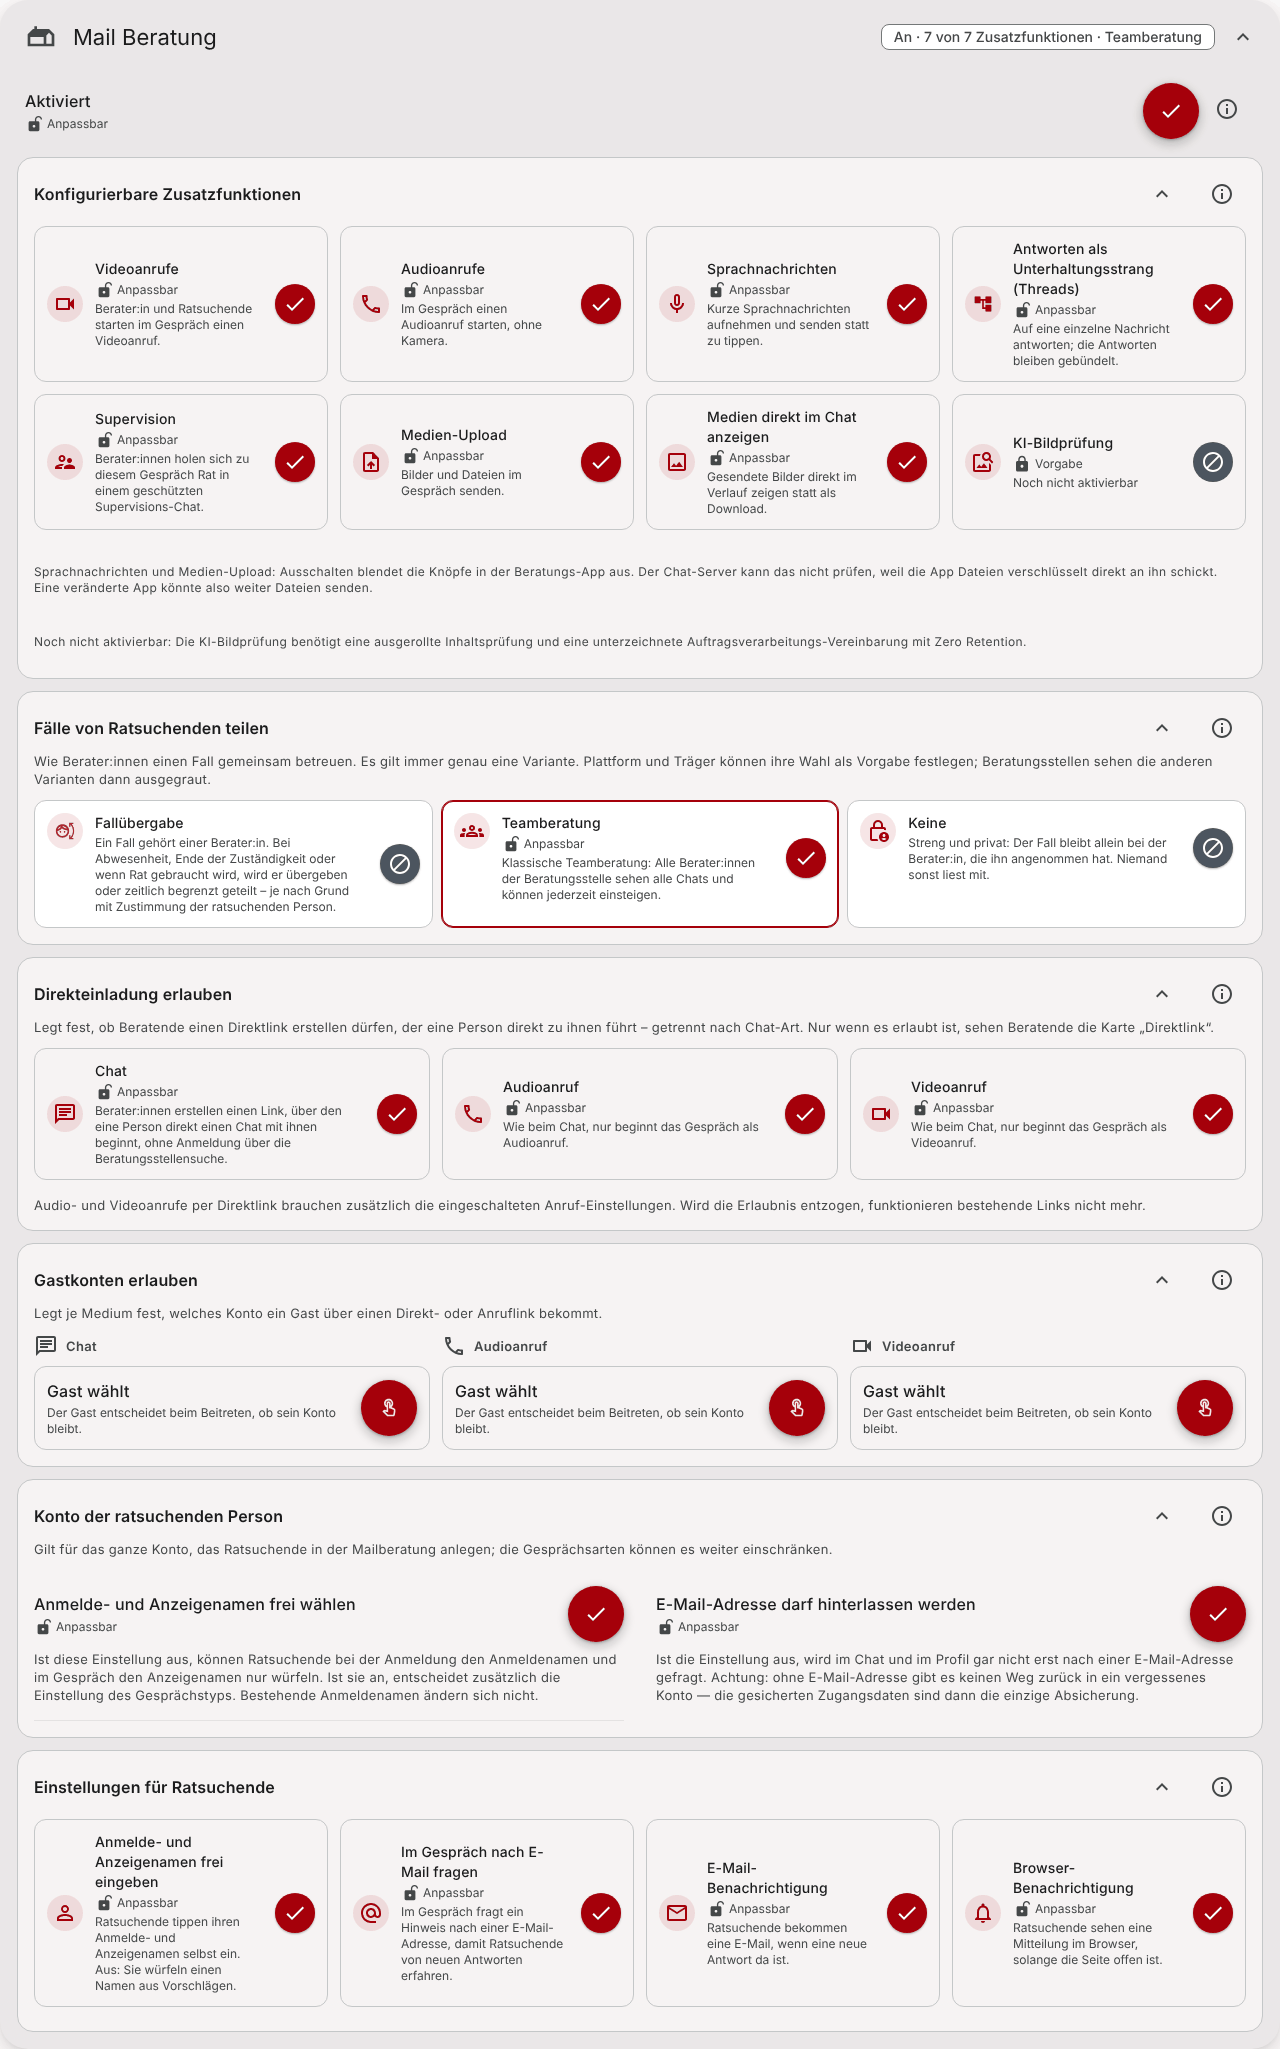 Mail Beratung
An · 7 von 7 Zusatzfunktionen · Teamberatung
Aktiviert
Anpassbar
Konfigurierbare Zusatzfunktionen
Videoanrufe
Anpassbar
Berater:in und Ratsuchende
starten im Gespräch einen
Videoanruf.
Audioanrufe
Anpassbar
Im Gespräch einen
Audioanruf starten, ohne
Kamera.
Sprachnachrichten
Anpassbar
Kurze Sprachnachrichten
aufnehmen und senden statt
zu tippen.
Antworten als
Unterhaltungsstrang
(Threads)
Anpassbar
Auf eine einzelne Nachricht
antworten; die Antworten
bleiben gebündelt.
Supervision
Anpassbar
Berater:innen holen sich zu
diesem Gespräch Rat in
einem geschützten
Supervisions-Chat.
Medien-Upload
Anpassbar
Bilder und Dateien im
Gespräch senden.
Medien direkt im Chat
anzeigen
Anpassbar
Gesendete Bilder direkt im
Verlauf zeigen statt als
Download.
KI-Bildprüfung
Vorgabe
Noch nicht aktivierbar
Sprachnachrichten und Medien-Upload: Ausschalten blendet die Knöpfe in der Beratungs-App aus. Der Chat-Server kann das nicht prüfen, weil die App Dateien verschlüsselt direkt an ihn schickt.
Eine veränderte App könnte also weiter Dateien senden.
Noch nicht aktivierbar: Die KI-Bildprüfung benötigt eine ausgerollte Inhaltsprüfung und eine unterzeichnete Auftragsverarbeitungs-Vereinbarung mit Zero Retention.
Fälle von Ratsuchenden teilen
Wie Berater:innen einen Fall gemeinsam betreuen. Es gilt immer genau eine Variante. Plattform und Träger können ihre Wahl als Vorgabe festlegen; Beratungsstellen sehen die anderen
Varianten dann ausgegraut.
Fallübergabe
Ein Fall gehört einer Berater:in. Bei
Abwesenheit, Ende der Zuständigkeit oder
wenn Rat gebraucht wird, wird er übergeben
oder zeitlich begrenzt geteilt – je nach Grund
mit Zustimmung der ratsuchenden Person.
Teamberatung
Anpassbar
Klassische Teamberatung: Alle Berater:innen
der Beratungsstelle sehen alle Chats und
können jederzeit einsteigen.
Keine
Streng und privat: Der Fall bleibt allein bei der
Berater:in, die ihn angenommen hat. Niemand
sonst liest mit.
Direkteinladung erlauben
Legt fest, ob Beratende einen Direktlink erstellen dürfen, der eine Person direkt zu ihnen führt – getrennt nach Chat-Art. Nur wenn es erlaubt ist, sehen Beratende die Karte „Direktlink“.
Chat
Anpassbar
Berater:innen erstellen einen Link, über den
eine Person direkt einen Chat mit ihnen
beginnt, ohne Anmeldung über die
Beratungsstellensuche.
Audioanruf
Anpassbar
Wie beim Chat, nur beginnt das Gespräch als
Audioanruf.
Videoanruf
Anpassbar
Wie beim Chat, nur beginnt das Gespräch als
Videoanruf.
Audio- und Videoanrufe per Direktlink brauchen zusätzlich die eingeschalteten Anruf-Einstellungen. Wird die Erlaubnis entzogen, funktionieren bestehende Links nicht mehr.
Gastkonten erlauben
Legt je Medium fest, welches Konto ein Gast über einen Direkt- oder Anruflink bekommt.
Chat
Gast wählt
Der Gast entscheidet beim Beitreten, ob sein Konto
bleibt.
Audioanruf
Gast wählt
Der Gast entscheidet beim Beitreten, ob sein Konto
bleibt.
Videoanruf
Gast wählt
Der Gast entscheidet beim Beitreten, ob sein Konto
bleibt.
Konto der ratsuchenden Person
Gilt für das ganze Konto, das Ratsuchende in der Mailberatung anlegen; die Gesprächsarten können es weiter einschränken.
Anmelde- und Anzeigenamen frei wählen
Anpassbar
Ist diese Einstellung aus, können Ratsuchende bei der Anmeldung den Anmeldenamen und
im Gespräch den Anzeigenamen nur würfeln. Ist sie an, entscheidet zusätzlich die
Einstellung des Gesprächstyps. Bestehende Anmeldenamen ändern sich nicht.
E-Mail-Adresse darf hinterlassen werden
Anpassbar
Ist die Einstellung aus, wird im Chat und im Profil gar nicht erst nach einer E-Mail-Adresse
gefragt. Achtung: ohne E-Mail-Adresse gibt es keinen Weg zurück in ein vergessenes
Konto — die gesicherten Zugangsdaten sind dann die einzige Absicherung.
Einstellungen für Ratsuchende
Anmelde- und
Anzeigenamen frei
eingeben
Anpassbar
Ratsuchende tippen ihren
Anmelde- und
Anzeigenamen selbst ein.
Aus: Sie würfeln einen
Namen aus Vorschlägen.
Im Gespräch nach E-
Mail fragen
Anpassbar
Im Gespräch fragt ein
Hinweis nach einer E-Mail-
Adresse, damit Ratsuchende
von neuen Antworten
erfahren.
E-Mail-
Benachrichtigung
Anpassbar
Ratsuchende bekommen
eine E-Mail, wenn eine neue
Antwort da ist.
Browser-
Benachrichtigung
Anpassbar
Ratsuchende sehen eine
Mitteilung im Browser,
solange die Seite offen ist.